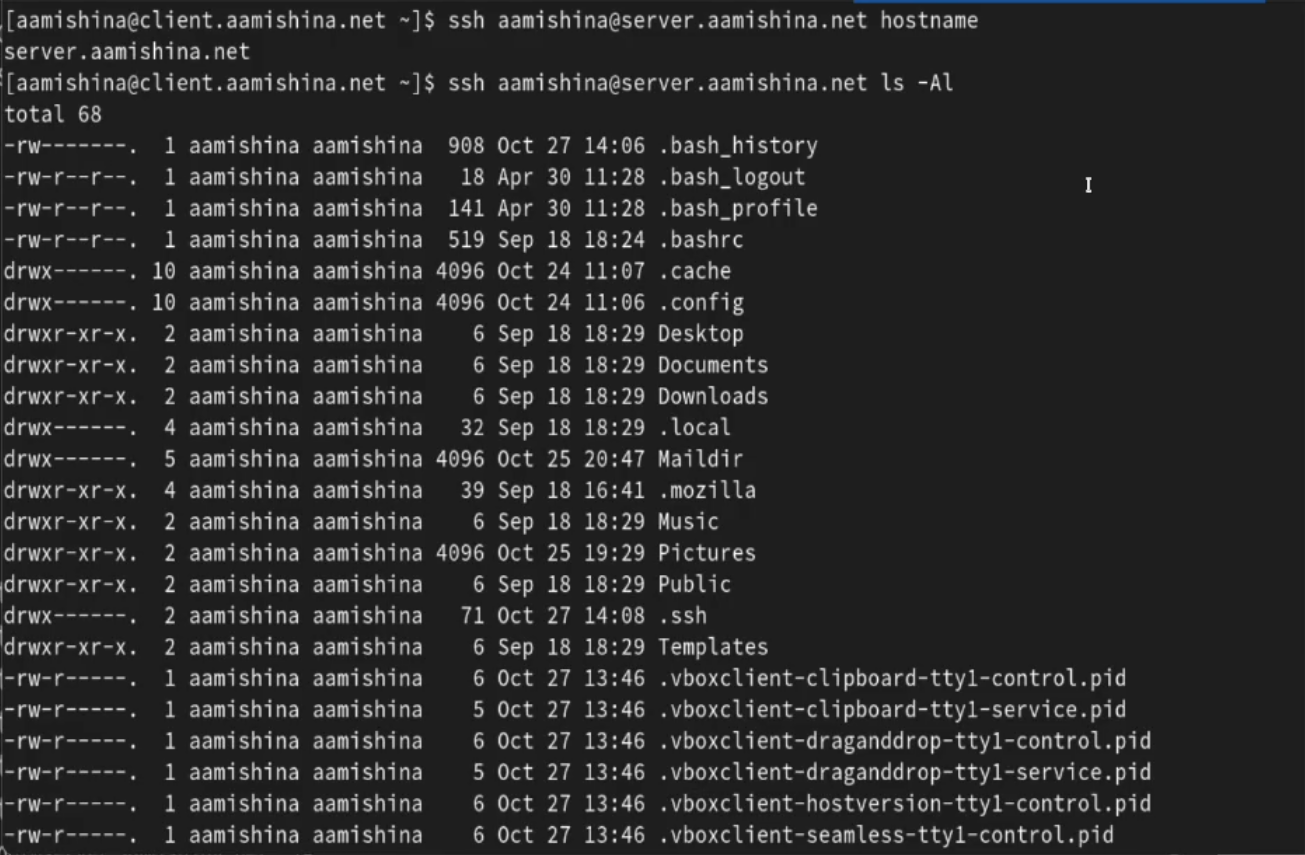 [aamishina@client.aamishina.net ~]$ ssh aamishina@server.aamishina.net hostname
server.aamishina.net
[aamishina@client.aamishina.net ~]$ ssh aamishina@server.aamishina.net ls -Al
total 68
-rw-------.  1 aamishina aamishina  908 Oct 27 14:06 .bash_history
-rw-r--r--.  1 aamishina aamishina   18 Apr 30 11:28 .bash_logout
-rw-r--r--.  1 aamishina aamishina  141 Apr 30 11:28 .bash_profile
-rw-r--r--.  1 aamishina aamishina  519 Sep 18 18:24 .bashrc
drwx------. 10 aamishina aamishina 4096 Oct 24 11:07 .cache
drwx------. 10 aamishina aamishina 4096 Oct 24 11:06 .config
drwxr-xr-x.  2 aamishina aamishina    6 Sep 18 18:29 Desktop
drwxr-xr-x.  2 aamishina aamishina    6 Sep 18 18:29 Documents
drwxr-xr-x.  2 aamishina aamishina    6 Sep 18 18:29 Downloads
drwx------.  4 aamishina aamishina   32 Sep 18 18:29 .local
drwx------.  5 aamishina aamishina 4096 Oct 25 20:47 Maildir
drwxr-xr-x.  4 aamishina aamishina   39 Sep 18 16:41 .mozilla
drwxr-xr-x.  2 aamishina aamishina    6 Sep 18 18:29 Music
drwxr-xr-x.  2 aamishina aamishina 4096 Oct 25 19:29 Pictures
drwxr-xr-x.  2 aamishina aamishina    6 Sep 18 18:29 Public
drwx------.  2 aamishina aamishina   71 Oct 27 14:08 .ssh
drwxr-xr-x.  2 aamishina aamishina    6 Sep 18 18:29 Templates
-rw-r-----.  1 aamishina aamishina    6 Oct 27 13:46 .vboxclient-clipboard-tty1-control.pid
-rw-r-----.  1 aamishina aamishina    5 Oct 27 13:46 .vboxclient-clipboard-tty1-service.pid
-rw-r-----.  1 aamishina aamishina    6 Oct 27 13:46 .vboxclient-draganddrop-tty1-control.pid
-rw-r-----.  1 aamishina aamishina    5 Oct 27 13:46 .vboxclient-draganddrop-tty1-service.pid
-rw-r-----.  1 aamishina aamishina    6 Oct 27 13:46 .vboxclient-hostversion-tty1-control.pid
-rw-r-----.  1 aamishina aamishina    6 Oct 27 13:46 .vboxclient-seamless-tty1-control.pid